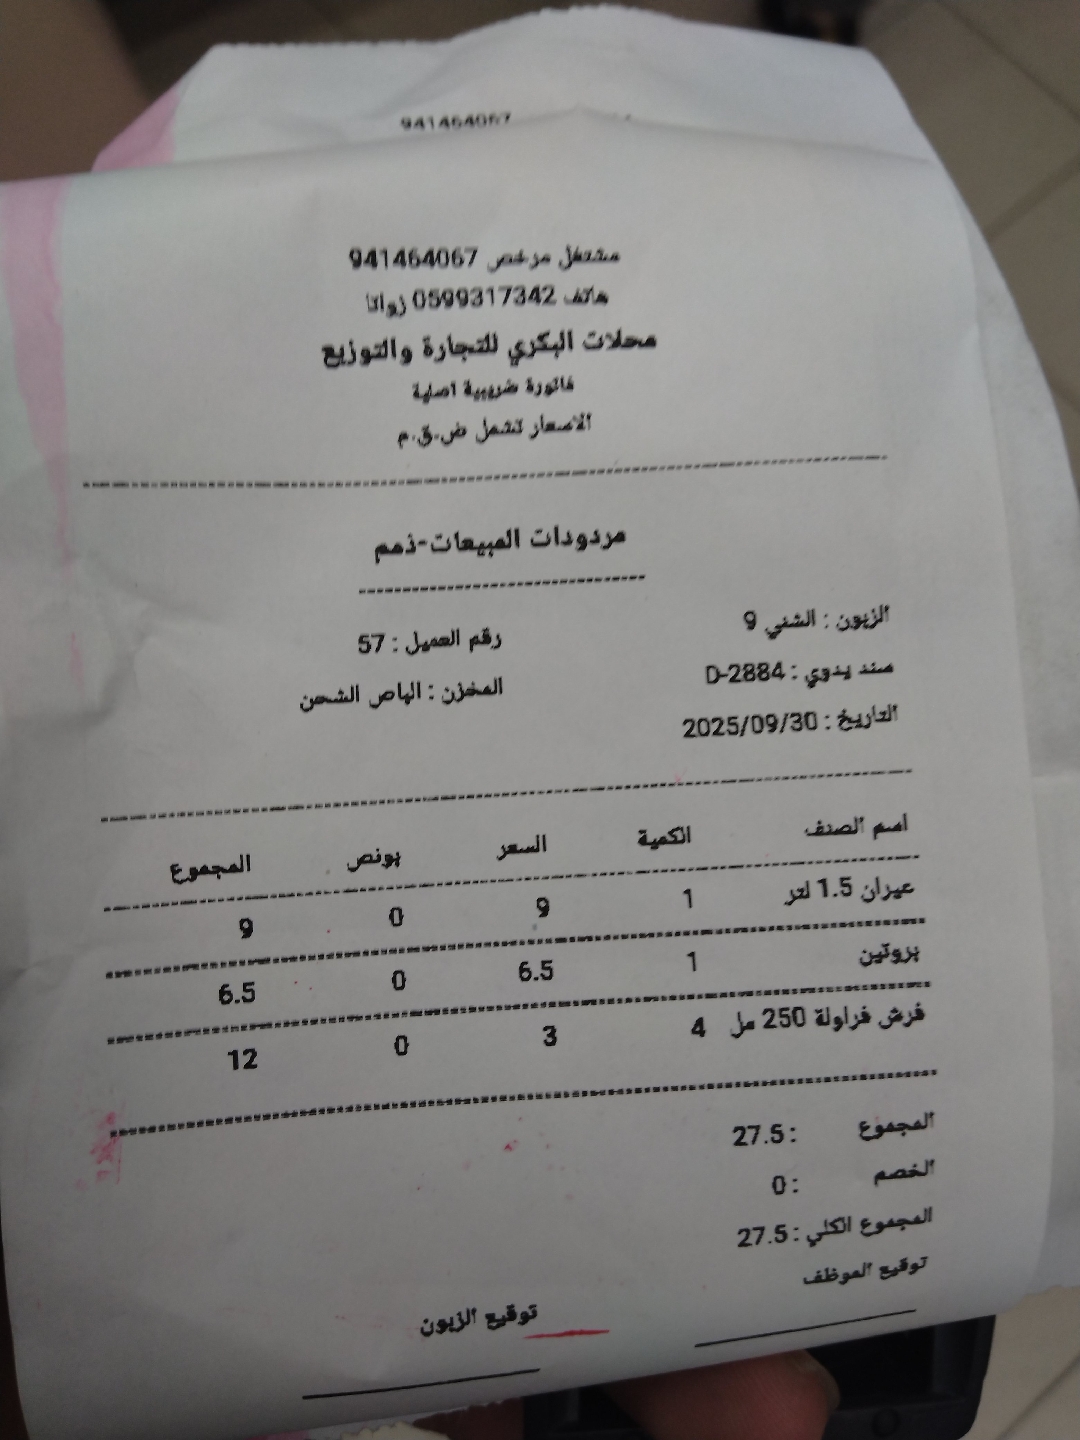 941464067
مشتغل مرخص 941464067
هاتف 0599317342 زواتا
محلات البكري للتجارة والتوزيع
فاتورة ضريبية اصلية
الاسعار تشمل ض.ق.م
مردودات المبيعات-ذمم
الزبون : الشني 9 رقم العميل : 57
سند يدوي : D-2884 المخزن : الباص الشحن
التاريخ : 2025/09/30
اسم الصنف الكمية السعر بونص المجموع
عيران 1.5 لتر 1 9 0 9
بروتين 1 6.5 0 6.5
فرش فراولة 250 مل 4 3 0 12
المجموع : 27.5
الخصم : 0
المجموع الكلي : 27.5
توقيع الموظف
توقيع الزبون